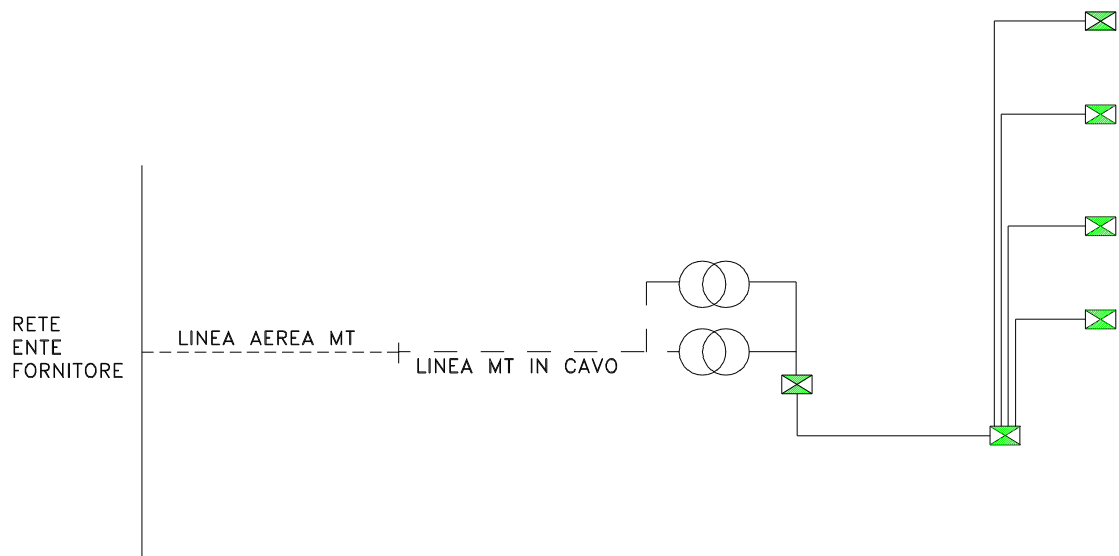 RETE
ENTE
FORNITORE
LINEA AEREA MT
LINEA MT IN CAVO